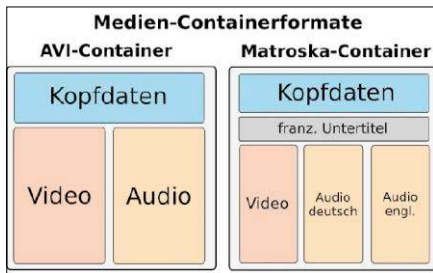 Medien-Containerformate
AVI-Container
Matroska-Container
Kopfdaten
Video
Audio
Kopfdaten
franz. Untertitel
Video
Audio
deutsch
Audio
engl.